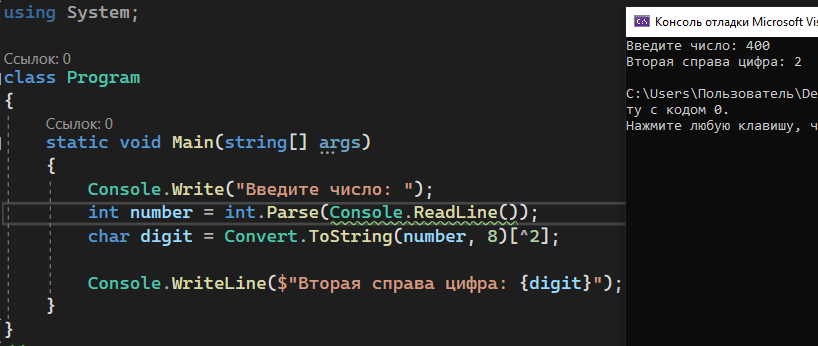 using System;
Ссылок: 0
class Program
{
Ссылок: 0
static void Main(string[] args)
{
Console.Write("Введите число: ");
int number = int.Parse(Console.ReadLine());
char digit = Convert.ToString(number, 8)[^2];
Console.WriteLine($"Вторая справа цифра: {digit}");
}
}
Консоль отладки Microsoft Vis
Введите число: 400
Вторая справа цифра: 2
C:\Users\Пользователь\De
ту с кодом 0.
Нажмите любую клавишу, ч